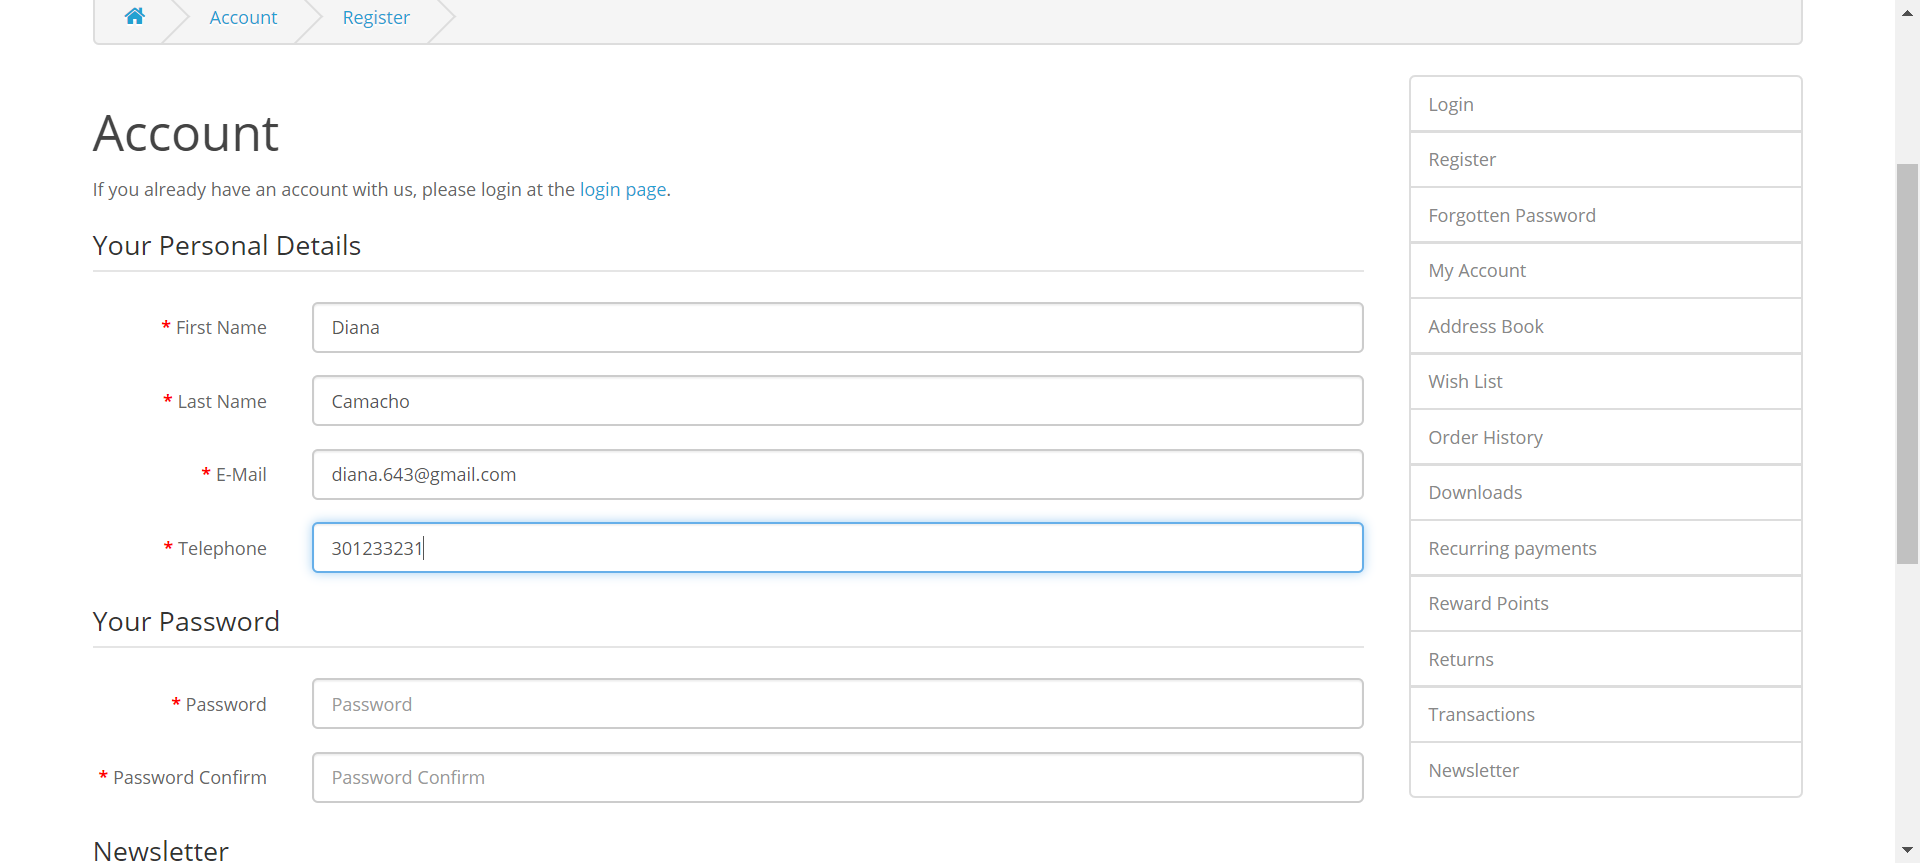 Account
Register
Account
If you already have an account with us, please login at the login page.
Your Personal Details
* First Name
Diana
* Last Name
Camacho
* E-Mail
diana.643@gmail.com
* Telephone
301233231
Your Password
* Password
Password
* Password Confirm
Password Confirm
Newsletter
Login
Register
Forgotten Password
My Account
Address Book
Wish List
Order History
Downloads
Recurring payments
Reward Points
Returns
Transactions
Newsletter